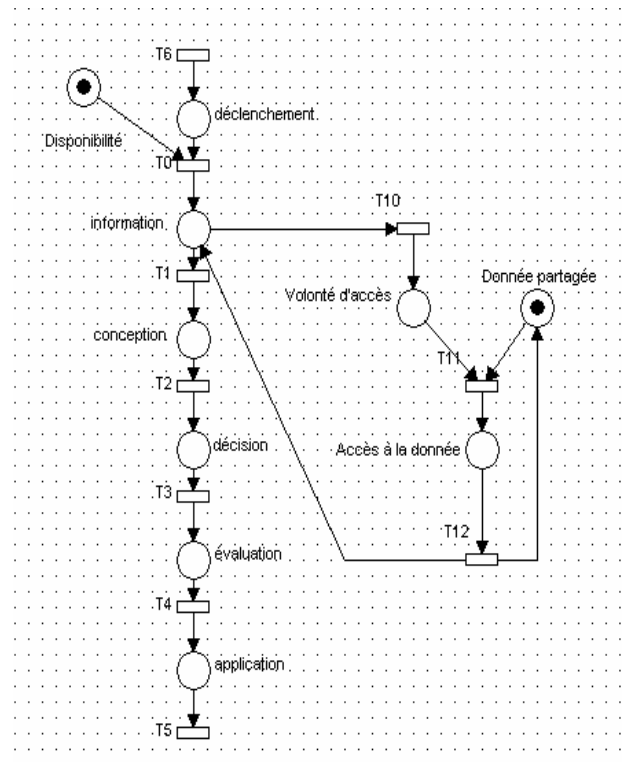 T6
déclenchement
Disponibilité
T0
information
T10
T1
Volonté d'accès
Donnée partagée
conception
T11
T2
décision
Accès à la donnée
T3
T12
évaluation
T4
application
T5